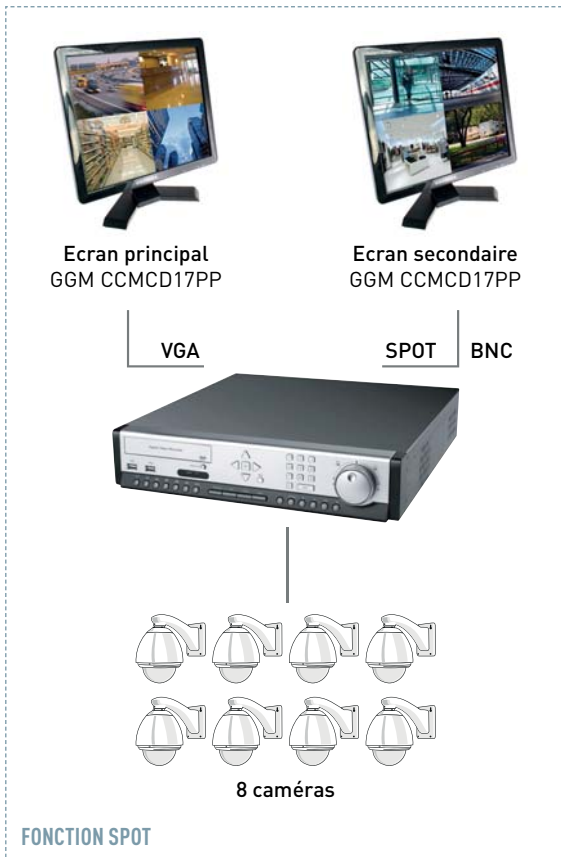 Ecran principal
GGM CCMCD17PP
Ecran secondaire
GGM CCMCD17PP
VGA
SPOT
BNC
8 caméras
FONCTION SPOT